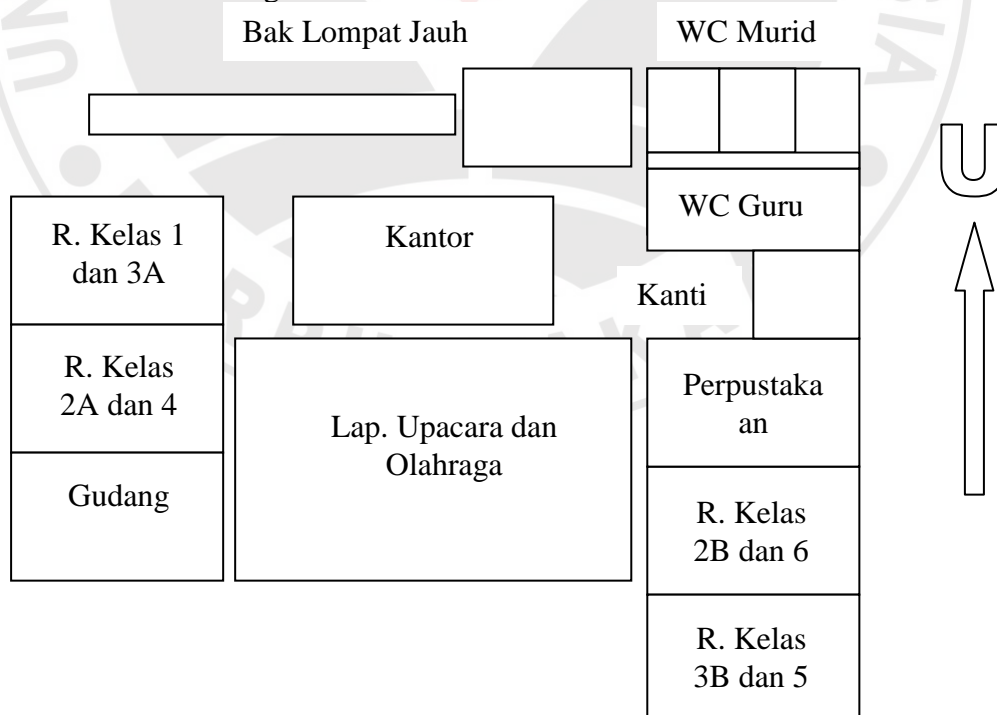 Bak Lompat Jauh
WC Murid
U
WC Guru
R. Kelas 1
dan 3A
Kantor
Kanti
R. Kelas
2A dan 4
Perpustaka
an
Lap. Upacara dan
Olahraga
Gudang
R. Kelas
2B dan 6
R. Kelas
3B dan 5